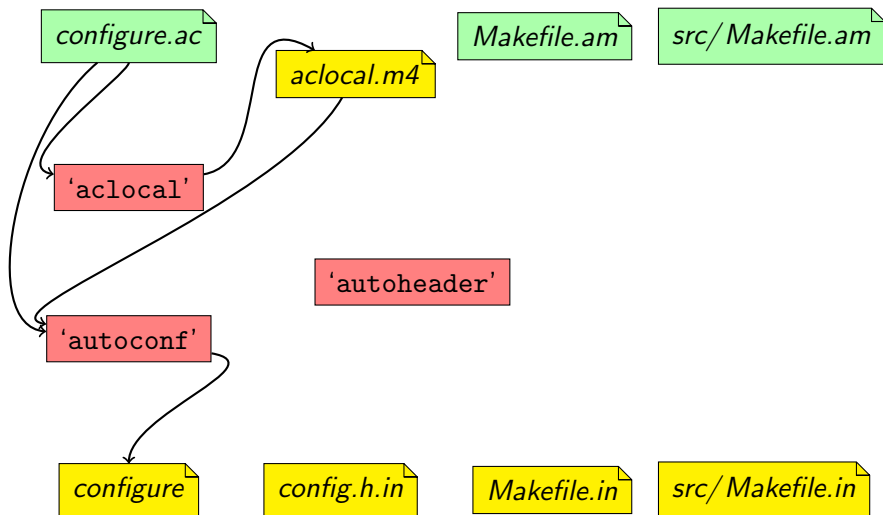 configure.ac
aclocal.m4
Makefile.am
src/Makefile.am
‘aclocal’
‘autoheader’
‘autoconf’
configure
config.h.in
Makefile.in
src/Makefile.in